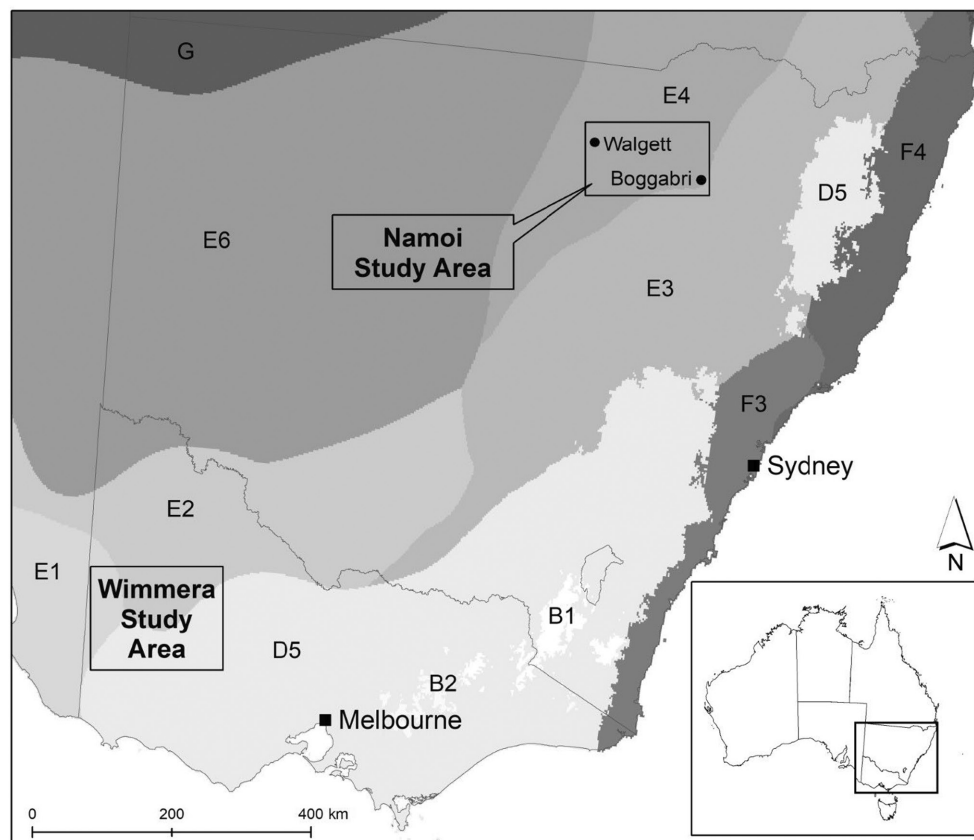 G
E4
Walgett
Boggabri
F4
D5
Namoi
Study Area
E6
E3
F3
Sydney
E2
N
E1
Wimmera
Study
Area
B1
D5
B2
Melbourne
0 200 400 km